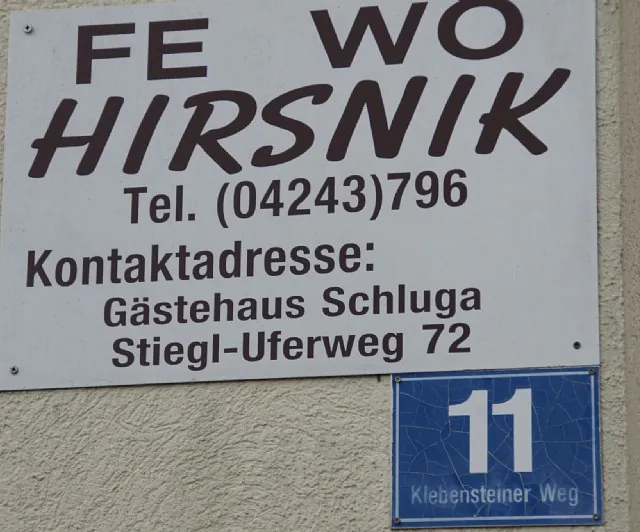 FE WO
HIRSNIK
Tel. (04243)796
Kontaktadresse:
Gästehaus Schluga
Stiegl-Uferweg 72
11
Klebensteiner Weg